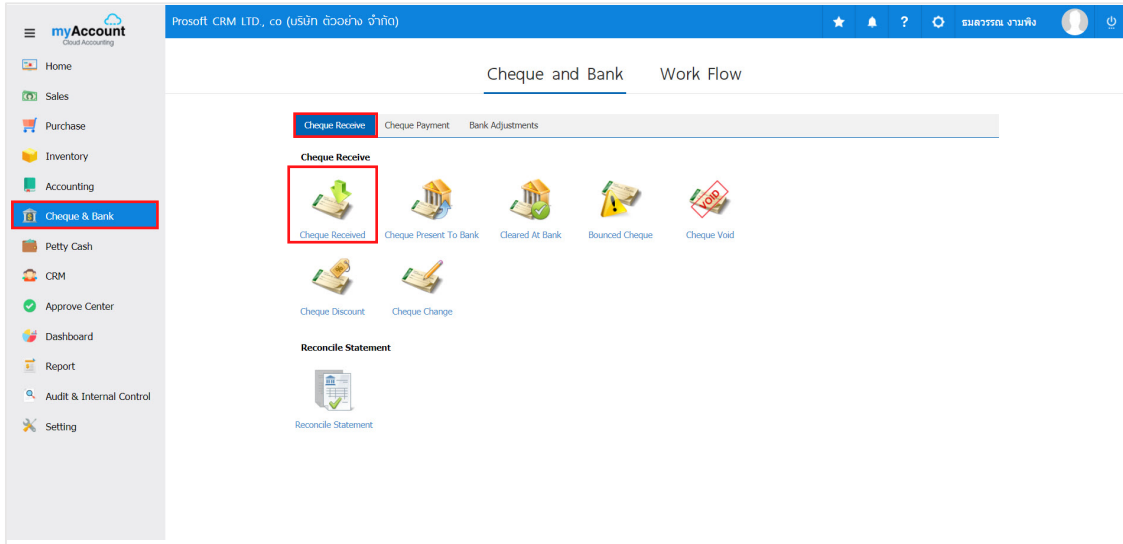 myAccount
Cloud Accounting
Prosoft CRM LTD., co (บริษัท ตัวอย่าง จำกัด)
?
ธมลวรรณ งามพิง
Home
Sales
Purchase
Inventory
Accounting
Cheque & Bank
Petty Cash
CRM
Approve Center
Dashboard
Report
Audit & Internal Control
Setting
Cheque and Bank Work Flow
Cheque Receive Cheque Payment Bank Adjustments
Cheque Receive
VOID
Cheque Received Cheque Present To Bank Cleared At Bank Bounced Cheque Cheque Void
Cheque Discount Cheque Change
Reconcile Statement
Reconcile Statement